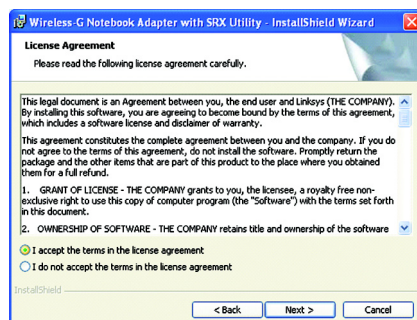 Wireless-G Notebook Adapter with SRX Utility - InstallShield Wizard
License Agreement
Please read the following license agreement carefully.
This legal document is an Agreement between you, the end user and Linksys (THE COMPANY).
By installing this software, you are agreeing to become bound by the terms of this agreement,
which includes a software license and disclaimer of warranty.
This agreement constitutes the complete agreement between you and the company. If you do
not agree to the terms of this agreement, do not install the software. Promptly return the
package and the other items that are part of this product to the place where you obtained
them for a full refund.
1. GRANT OF LICENSE - THE COMPANY grants to you, the licensee, a royalty free non-
exclusive right to use this copy of computer program (the "Software") with the terms set forth
in this document.
2. OWNERSHIP OF SOFTWARE - THE COMPANY retains title and ownership of the software
I accept the terms in the license agreement
I do not accept the terms in the license agreement
InstallShield
< Back
Next >
Cancel